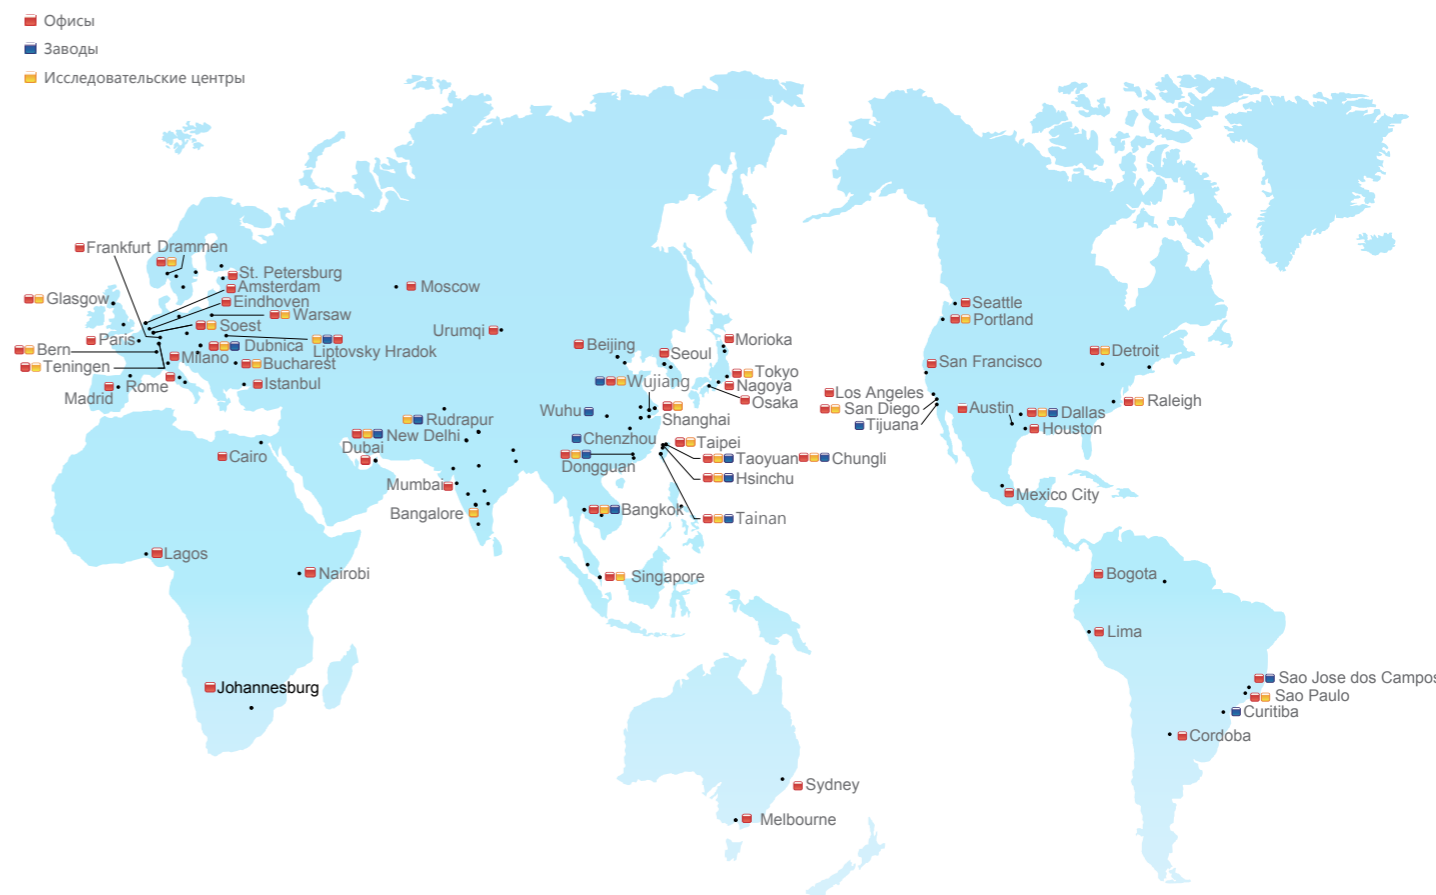 Офисы
Заводы
Исследовательские центры
Frankfurt
Drammen
St. Petersburg
Amsterdam
Eindhoven
Warsaw
Glasgow
Soest
Paris
Dubnica
Liptovsky Hradok
Bern
Milano
Bucharest
Teningen
Rome
Istanbul
Madrid
Moscow
Urumqi
Beijing
Seoul
Morioka
Tokyo
Nagoya
Osaka
Wujiang
Wuhu
Shanghai
Chenzhou
Dongguan
Taipei
Taoyuan
Chungli
Hsinchu
Tainan
Rudrapur
New Delhi
Dubai
Cairo
Mumbai
Bangalore
Bangkok
Singapore
Lagos
Nairobi
Johannesburg
Sydney
Melbourne
Seattle
Portland
San Francisco
Detroit
Los Angeles
San Diego
Tijuana
Austin
Dallas
Houston
Raleigh
Mexico City
Bogota
Lima
Sao Jose dos Campos
Sao Paulo
Curitiba
Cordoba